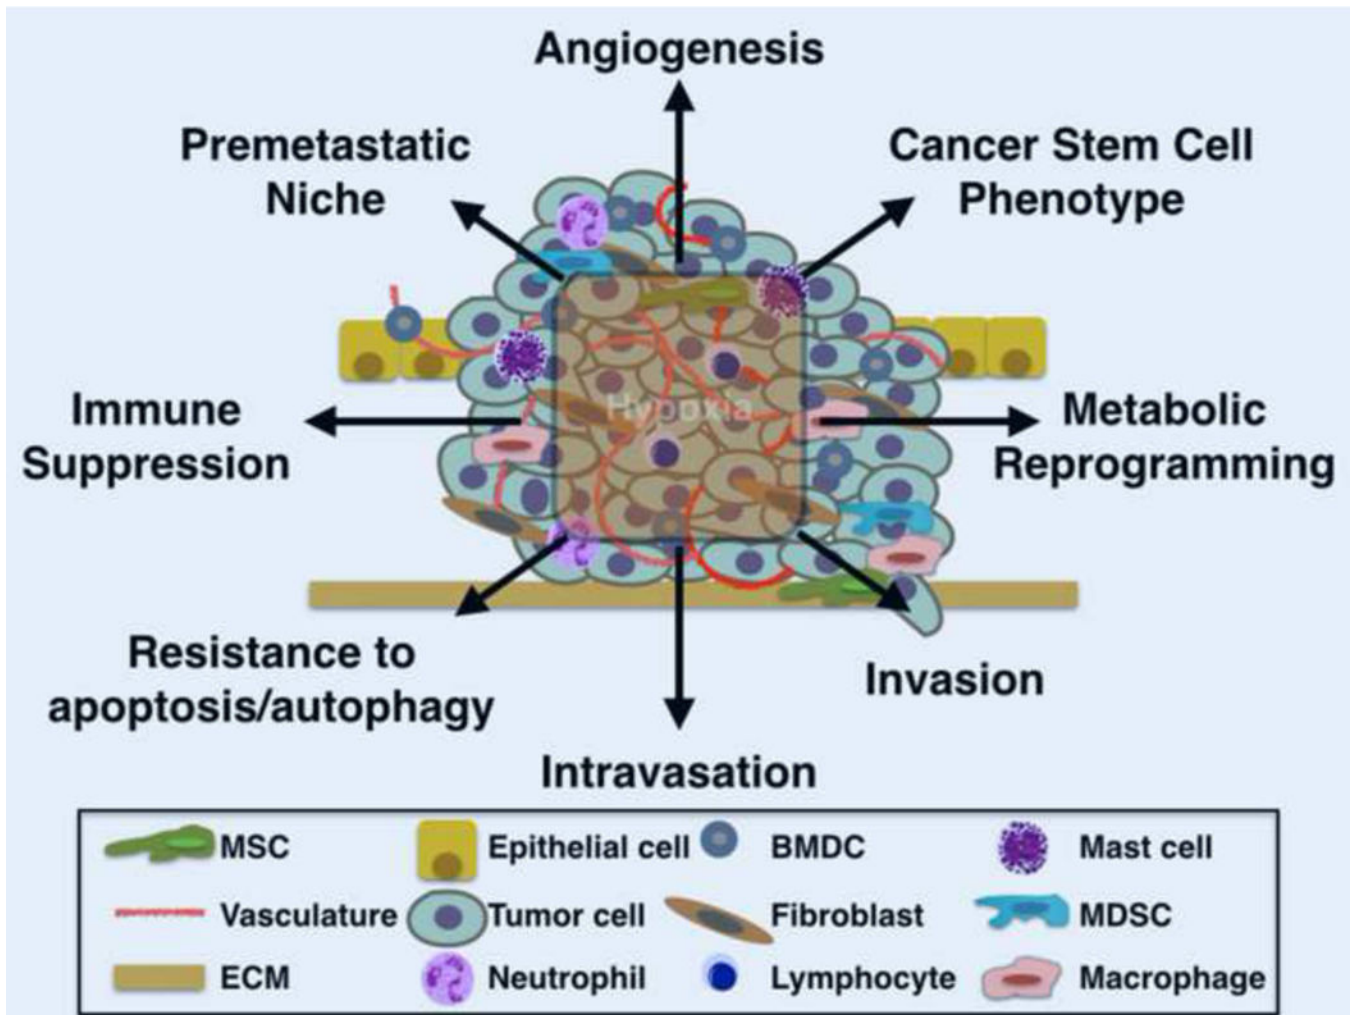 Angiogenesis
Premetastatic
Niche
Cancer Stem Cell
Phenotype
Hypoxia
Immune
Suppression
Metabolic
Reprogramming
Resistance to
apoptosis/autophagy
Invasion
Intravasation
MSC Epithelial cell BMDC Mast cell
Vasculature Tumor cell Fibroblast MDSC
ECM Neutrophil Lymphocyte Macrophage